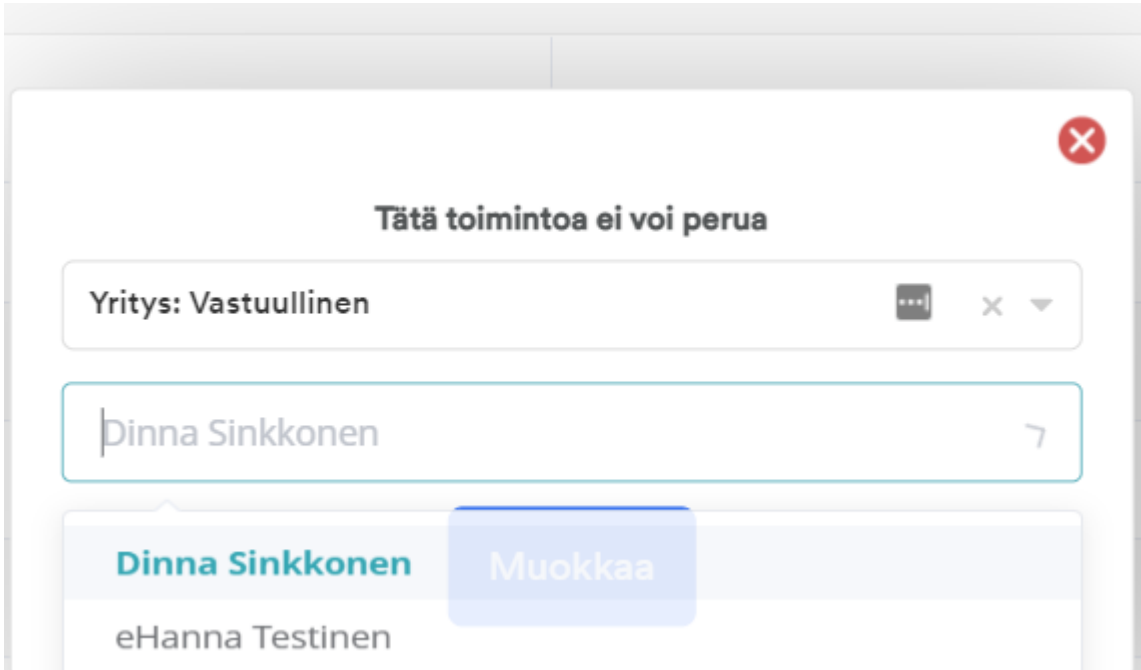 Tätä toimintoa ei voi perua
Yritys: Vastuullinen
Dinna Sinkkonen
Dinna Sinkkonen
Muokkaa
eHanna Testinen